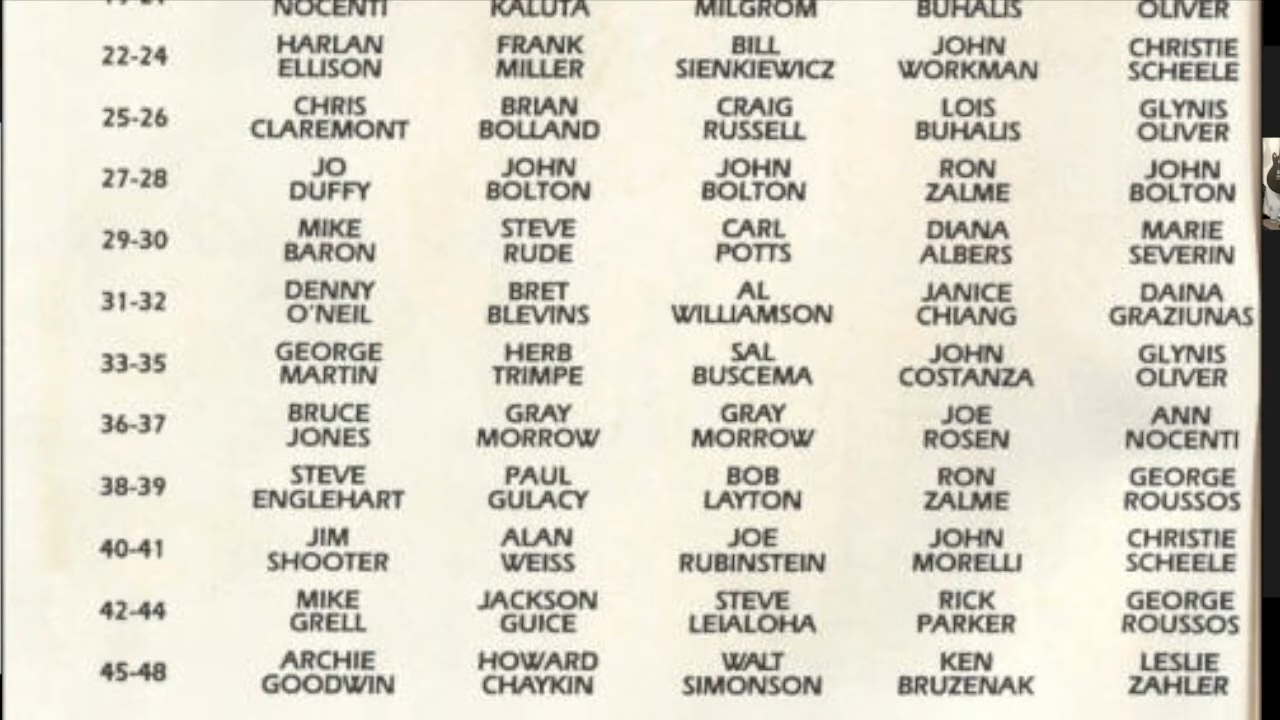 NOCENTI KALUTA MILGROM BUHALIS OLIVER
22-24 HARLAN ELLISON FRANK MILLER BILL SIENKIEWICZ JOHN WORKMAN CHRISTIE SCHEELE
25-26 CHRIS CLAREMONT BRIAN BOLLAND CRAIG RUSSELL LOIS BUHALIS GLYNIS OLIVER
27-28 JO DUFFY JOHN BOLTON JOHN BOLTON RON ZALME JOHN BOLTON
29-30 MIKE BARON STEVE RUDE CARL POTTS DIANA ALBERS MARIE SEVERIN
31-32 DENNY O'NEIL BRET BLEVINS AL WILLIAMSON JANICE CHIANG DAINA GRAZIUNAS
33-35 GEORGE MARTIN HERB TRIMPE SAL BUSCEMA JOHN COSTANZA GLYNIS OLIVER
36-37 BRUCE JONES GRAY MORROW GRAY MORROW JOE ROSEN ANN NOCENTI
38-39 STEVE ENGLEHART PAUL GULACY BOB LAYTON RON ZALME GEORGE ROUSSOS
40-41 JIM SHOOTER ALAN WEISS JOE RUBINSTEIN JOHN MORELLI CHRISTIE SCHEELE
42-44 MIKE GRELL JACKSON GUICE STEVE LEIALOHA RICK PARKER GEORGE ROUSSOS
45-48 ARCHIE GOODWIN HOWARD CHAYKIN WALT SIMONSON KEN BRUZENAK LESLIE ZAHLER